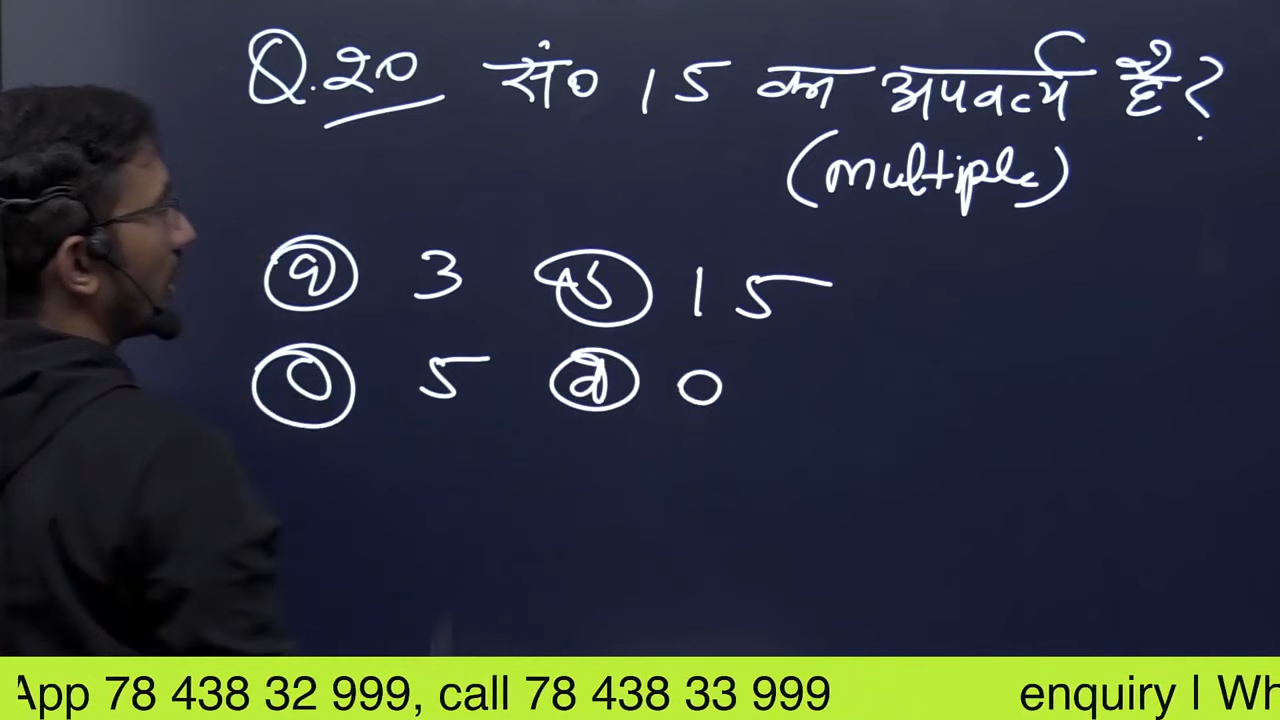 Q.20 सं० 15 का अपवर्त्य है?
(multiple)
a 3 b 15
c 5 d 0
App 78 438 32 999, call 78 438 33 999 enquiry I Wh